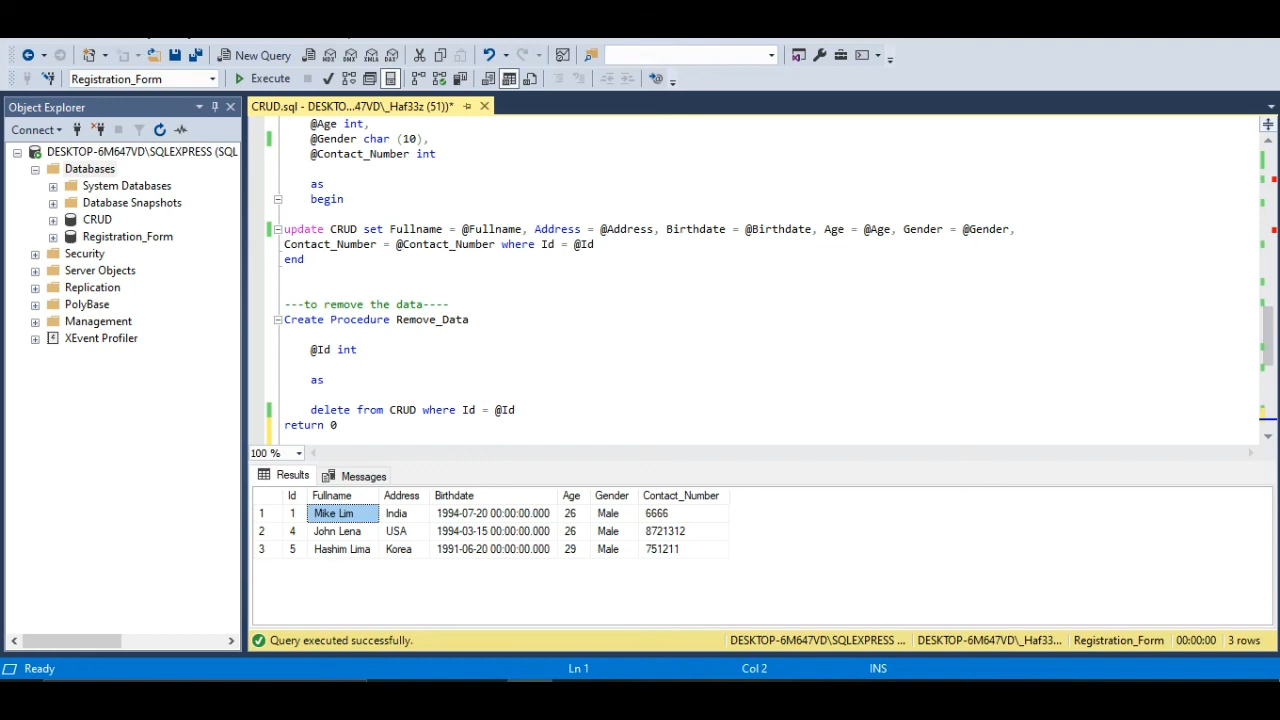 New Query
MDX DMX XMLA DAX
Registration_Form
Execute
Object Explorer
CRUD.sql - DESKTO...47VD\_Haf33z (51))*
Connect
DESKTOP-6M647VD\SQLEXPRESS (SQL
Databases
System Databases
Database Snapshots
CRUD
Registration_Form
Security
Server Objects
Replication
PolyBase
Management
XEvent Profiler
@Age int,
@Gender char (10),
@Contact_Number int
as
begin
update CRUD set Fullname = @Fullname, Address = @Address, Birthdate = @Birthdate, Age = @Age, Gender = @Gender,
Contact_Number = @Contact_Number where Id = @Id
end
---to remove the data----
Create Procedure Remove_Data
@Id int
as
delete from CRUD where Id = @Id
return 0
100 %
Results Messages
Id Fullname Address Birthdate Age Gender Contact_Number
1 1 Mike Lim India 1994-07-20 00:00:00.000 26 Male 6666
2 4 John Lena USA 1994-03-15 00:00:00.000 26 Male 8721312
3 5 Hashim Lima Korea 1991-06-20 00:00:00.000 29 Male 751211
Query executed successfully. DESKTOP-6M647VD\SQLEXPRESS ... DESKTOP-6M647VD\_Haf33... Registration_Form 00:00:00 3 rows
Ready Ln 1 Col 2 INS